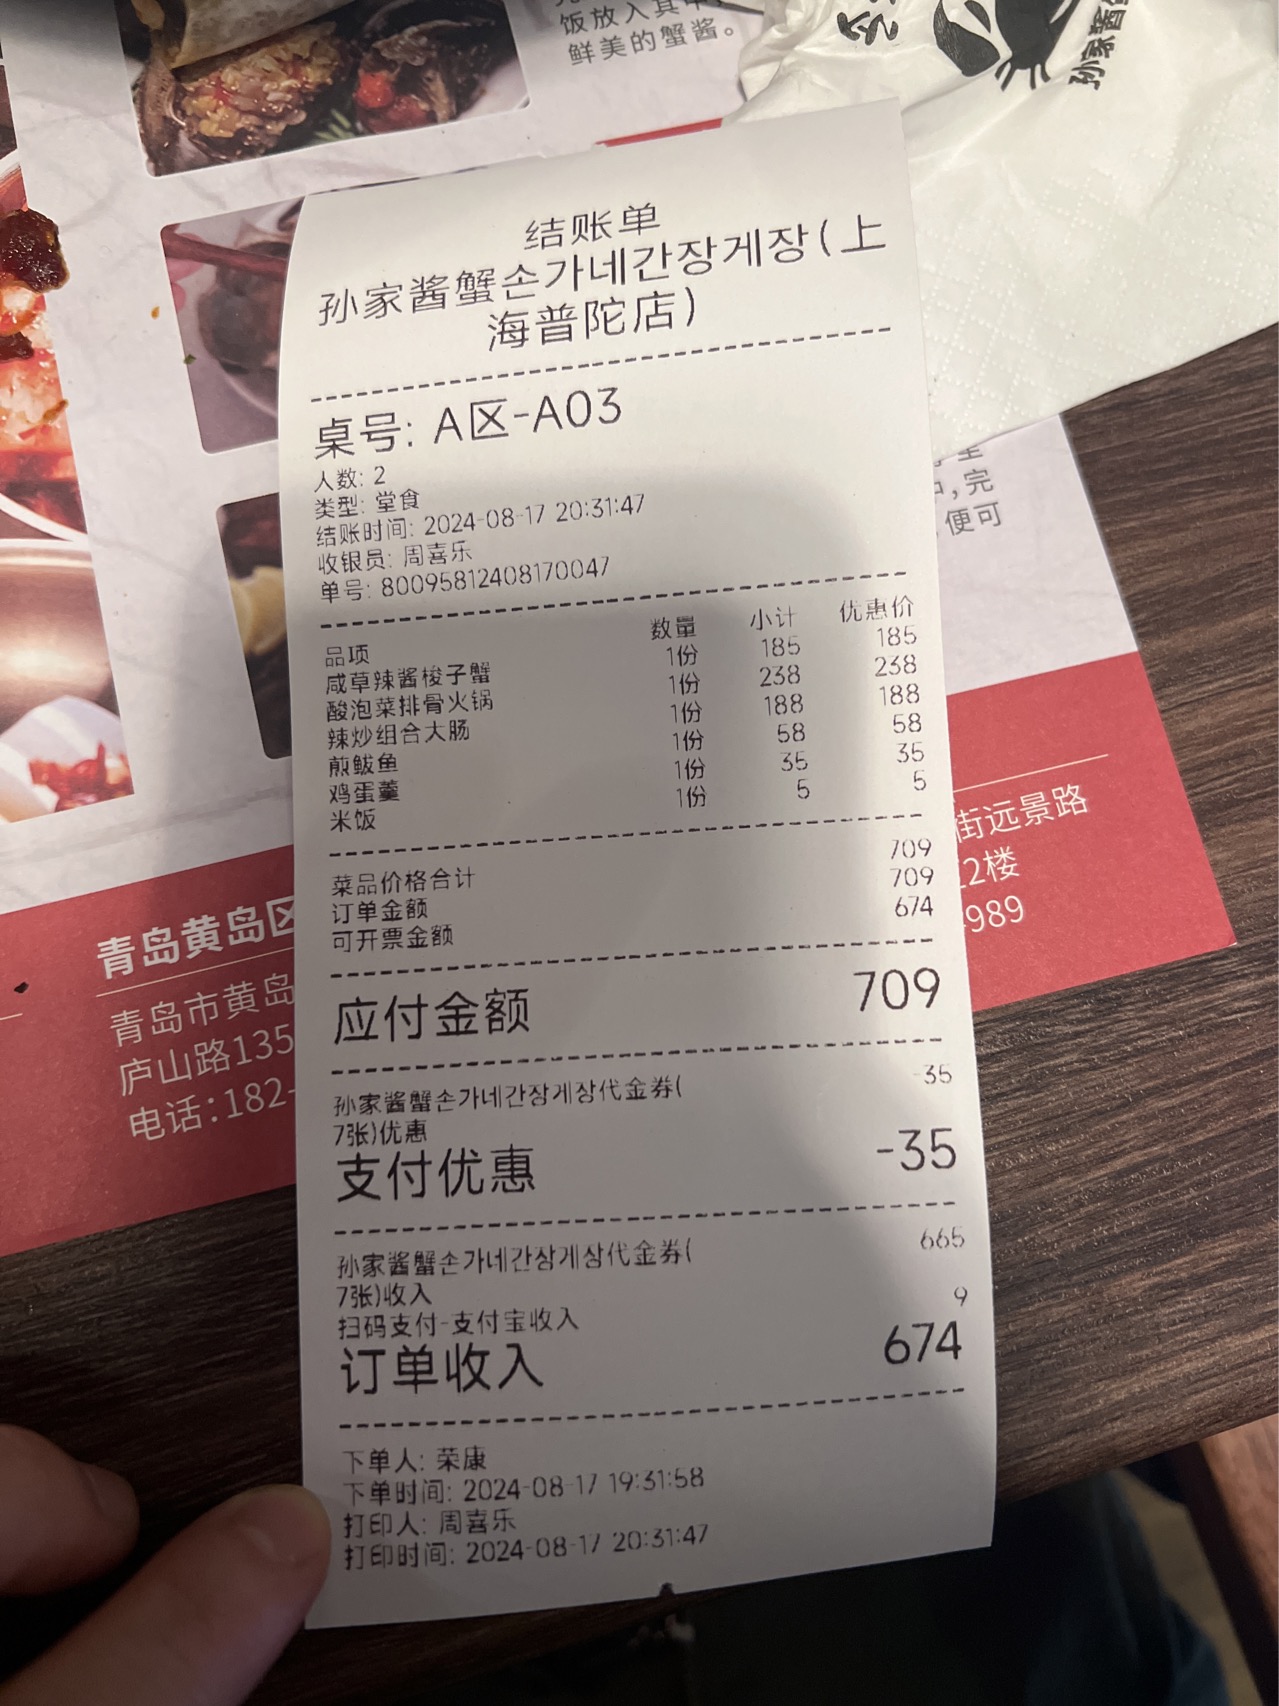 饭放入其中
鲜美的蟹酱。
孙家酱
结账单
孙家酱蟹손가네간장게장(上
海普陀店)
桌号: A区-A03
人数: 2
类型: 堂食
结账时间: 2024-08-17 20:31:47
收银员: 周喜乐
单号: 80095812408170047
品项 数量 小计 优惠价
咸草辣酱梭子蟹 1份 185 185
酸泡菜排骨火锅 1份 238 238
辣炒组合大肠 1份 188 188
煎鲅鱼 1份 58 58
鸡蛋羹 1份 35 35
米饭 1份 5 5
菜品价格合计 709
订单金额 709
可开票金额 674
应付金额 709
孙家酱蟹손가네간장게장代金券( -35
7张)优惠
支付优惠 -35
孙家酱蟹손가네간장게장代金券( 665
7张)收入
扫码支付-支付宝收入 9
订单收入 674
下单人: 荣康
下单时间: 2024-08-17 19:31:58
打印人: 周喜乐
打印时间: 2024-08-17 20:31:47
,完
便可
街远景路
2楼
989
青岛黄岛区
青岛市黄岛
庐山路135
电话:182-